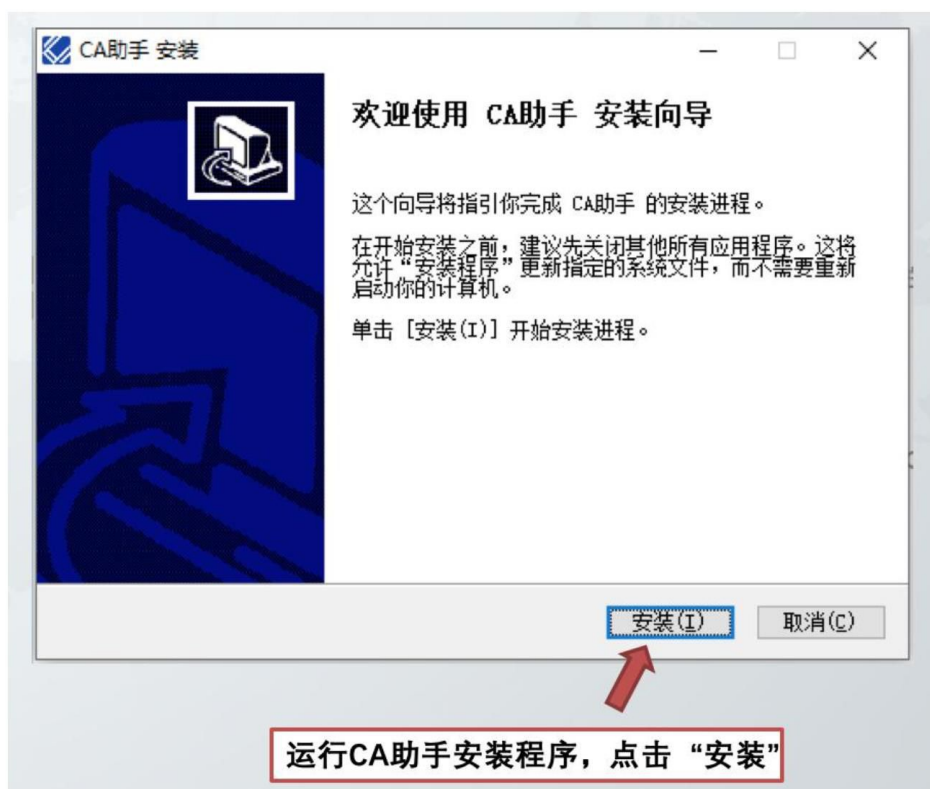 CA助手 安装
欢迎使用 CA助手 安装向导
这个向导将指引你完成 CA助手 的安装进程。
在开始安装之前，建议先关闭其他所有应用程序。这将
允许“安装程序”更新指定的系统文件，而不需要重新
启动你的计算机。
单击 [安装(I)] 开始安装进程。
安装(I)
取消(C)
运行CA助手安装程序，点击“安装”